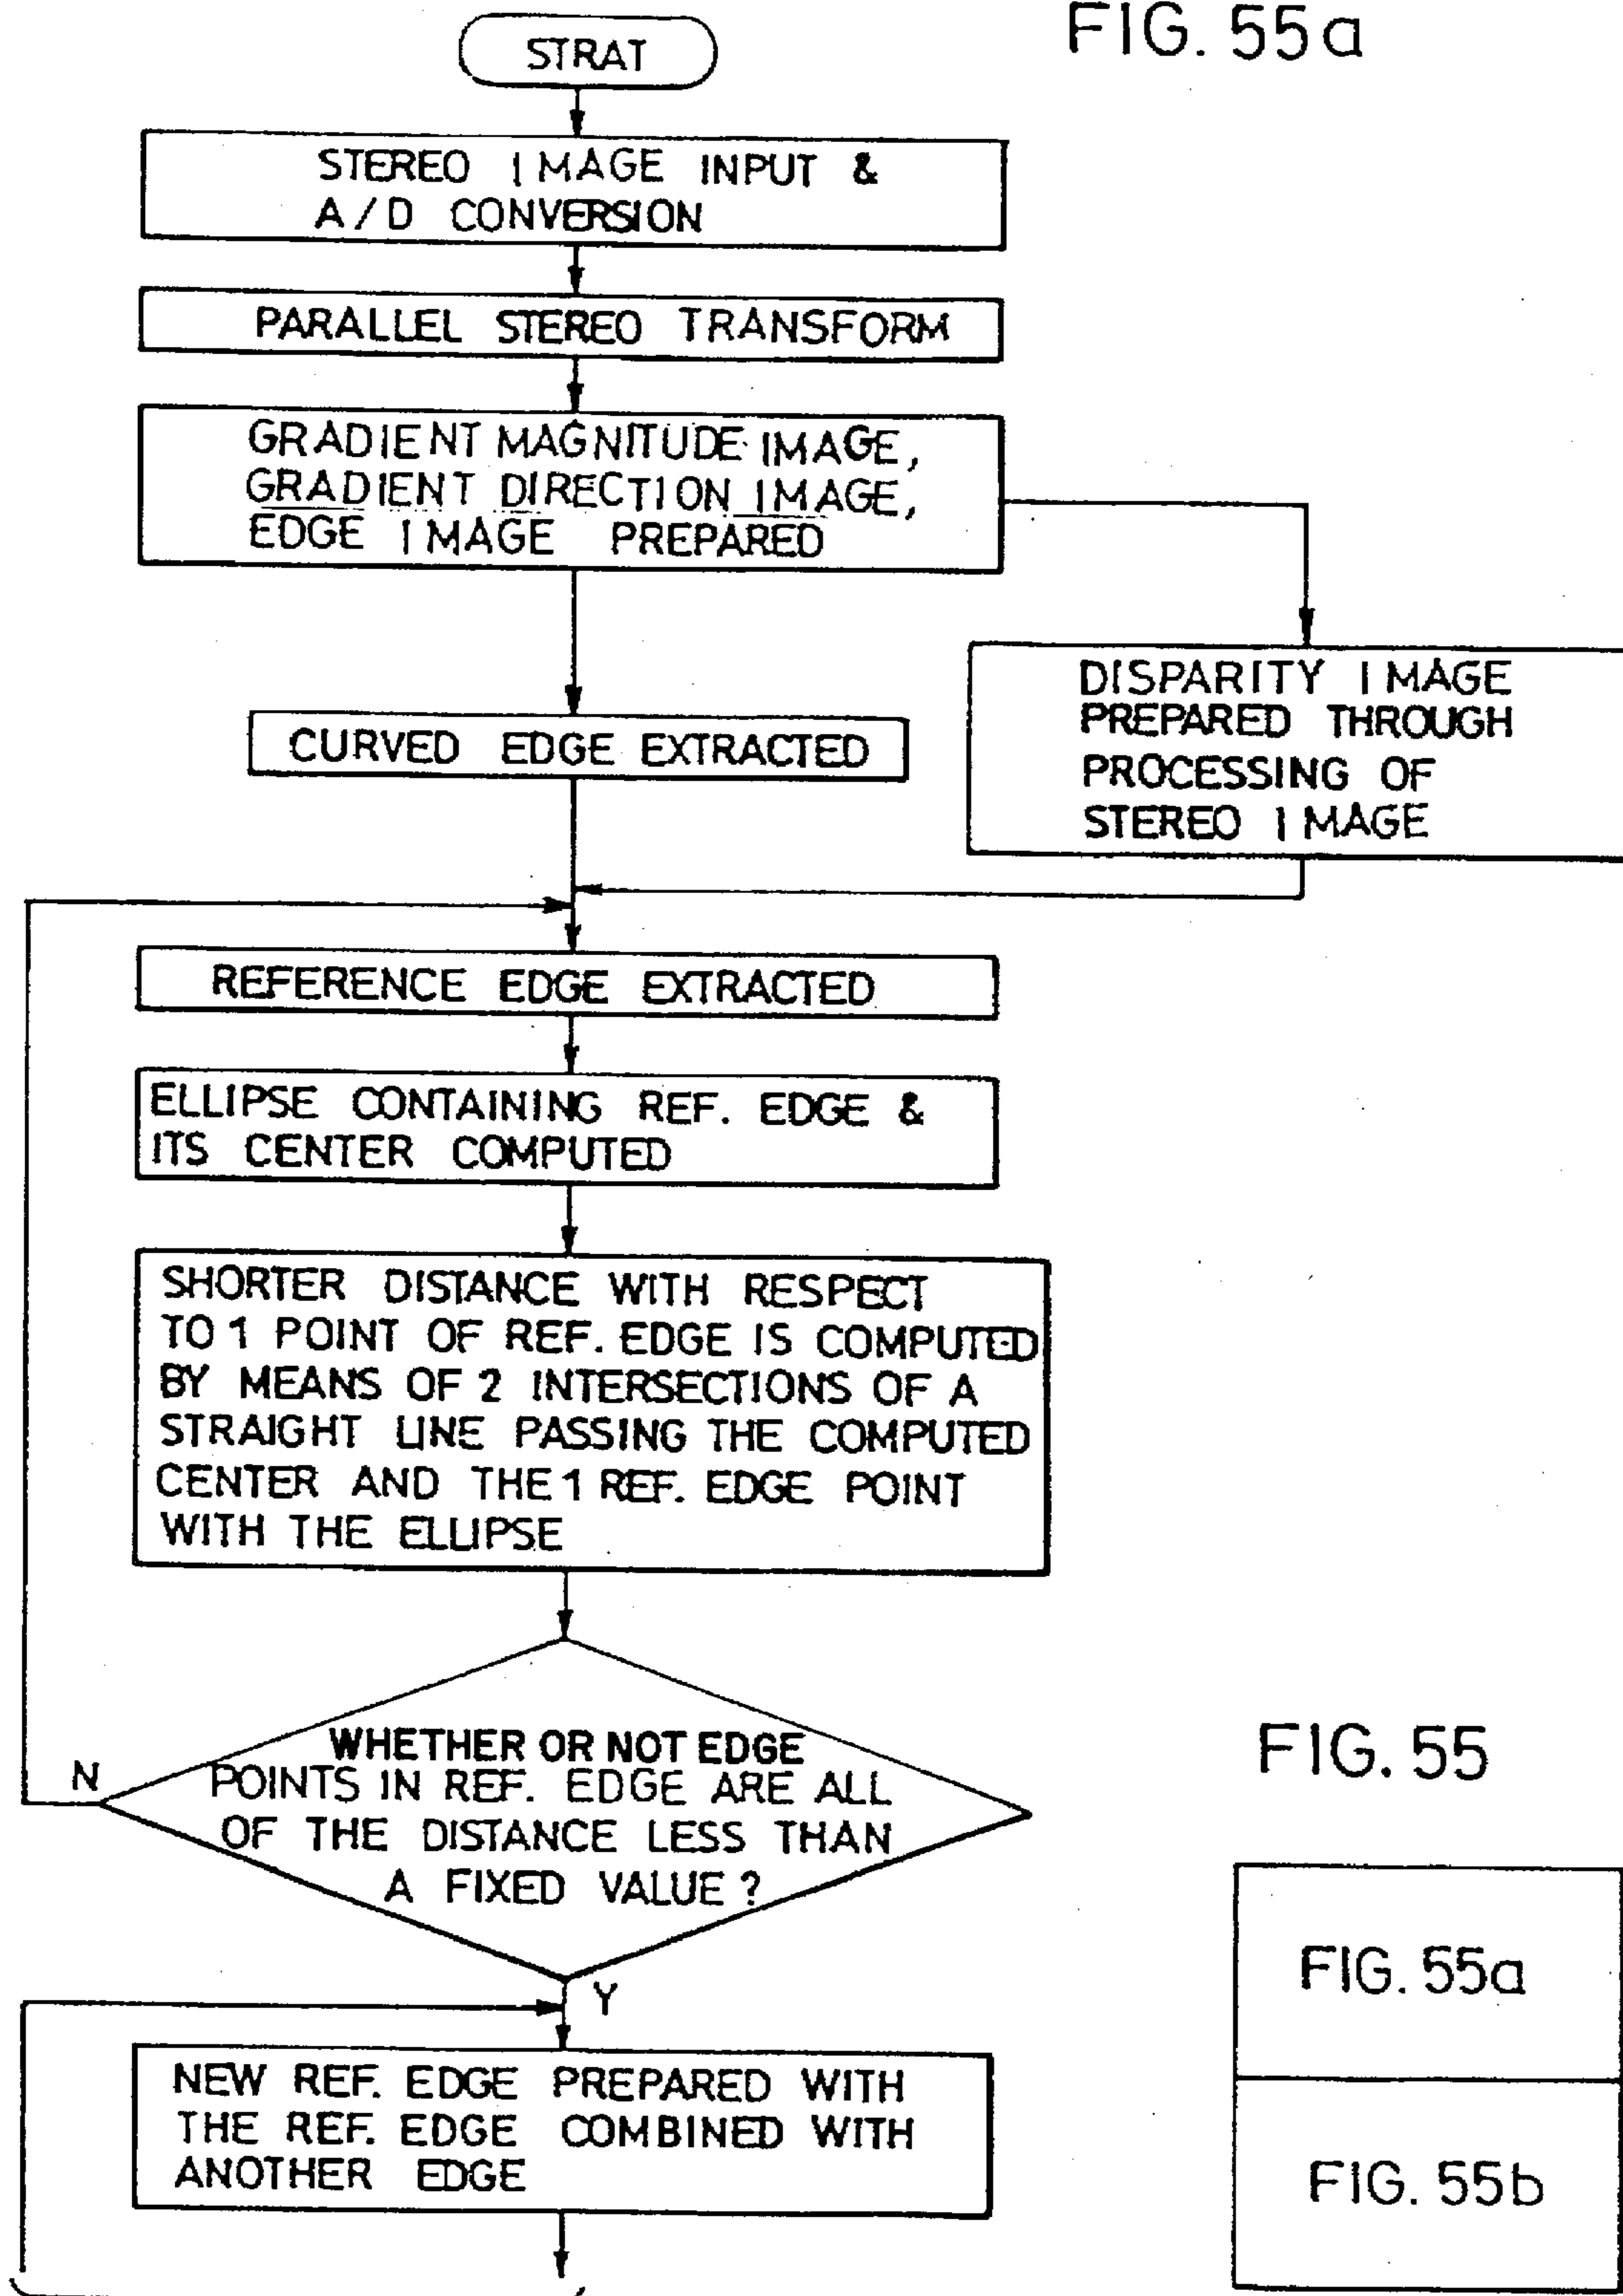 FIG. 55a
STRAT
STEREO IMAGE INPUT &
A/D CONVERSION
PARALLEL STEREO TRANSFORM
GRADIENT MAGNITUDE IMAGE,
GRADIENT DIRECTION IMAGE,
EDGE IMAGE PREPARED
DISPARITY IMAGE
PREPARED THROUGH
PROCESSING OF
STEREO IMAGE
CURVED EDGE EXTRACTED
REFERENCE EDGE EXTRACTED
ELLIPSE CONTAINING REF. EDGE &
ITS CENTER COMPUTED
SHORTER DISTANCE WITH RESPECT
TO 1 POINT OF REF. EDGE IS COMPUTED
BY MEANS OF 2 INTERSECTIONS OF A
STRAIGHT LINE PASSING THE COMPUTED
CENTER AND THE 1 REF. EDGE POINT
WITH THE ELLIPSE
WHETHER OR NOT EDGE
POINTS IN REF. EDGE ARE ALL
OF THE DISTANCE LESS THAN
A FIXED VALUE?
N
Y
NEW REF. EDGE PREPARED WITH
THE REF. EDGE COMBINED WITH
ANOTHER EDGE
FIG. 55
FIG. 55a
FIG. 55b